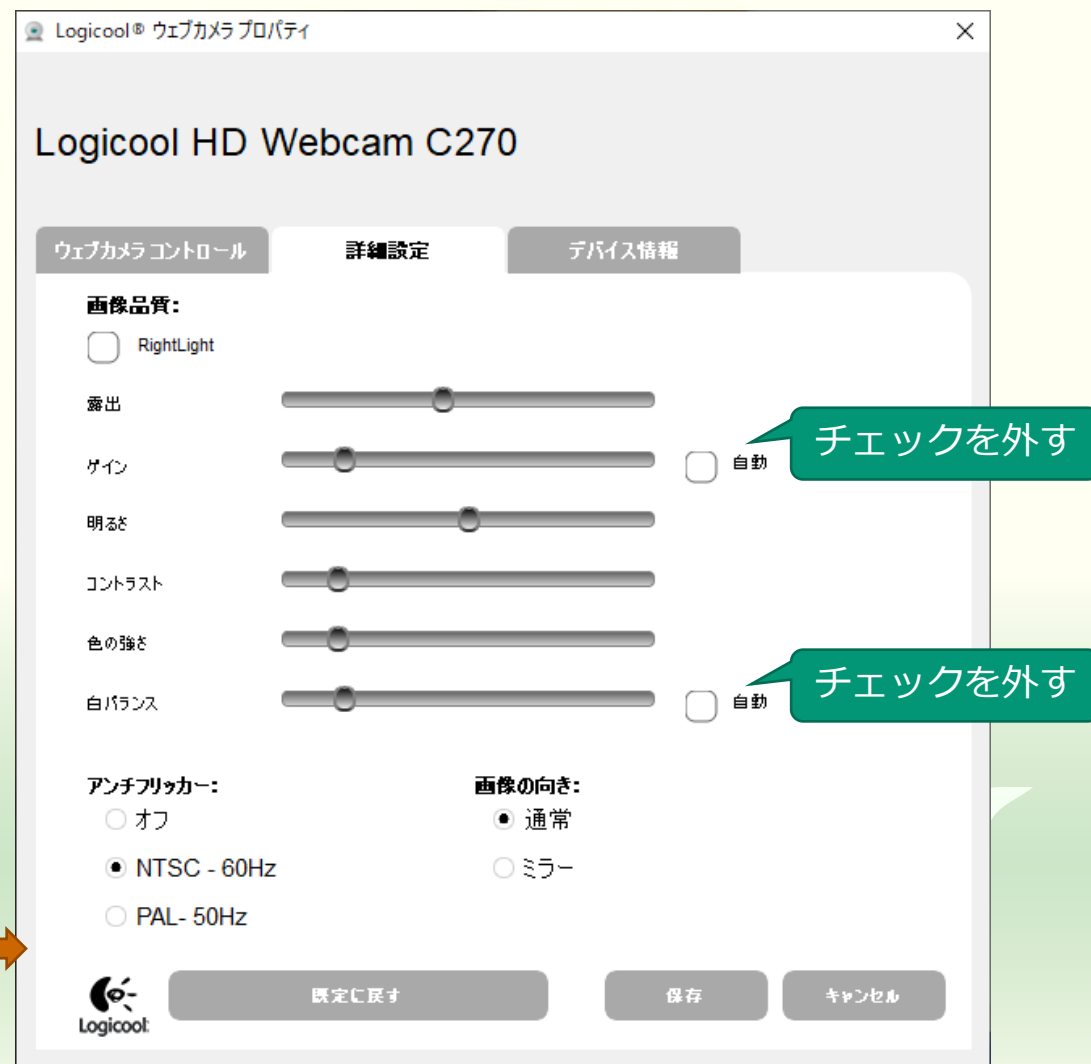 Logicool® ウェブカメラ プロパティ
Logicool HD Webcam C270
ウェブカメラ コントロール
詳細設定
デバイス情報
画像品質:
RightLight
露出
ゲイン
自動
チェックを外す
明るさ
コントラスト
色の強さ
白バランス
自動
チェックを外す
アンチフリッカー:
オフ
NTSC - 60Hz
PAL- 50Hz
画像の向き:
通常
ミラー
Logicool
既定に戻す
保存
キャンセル